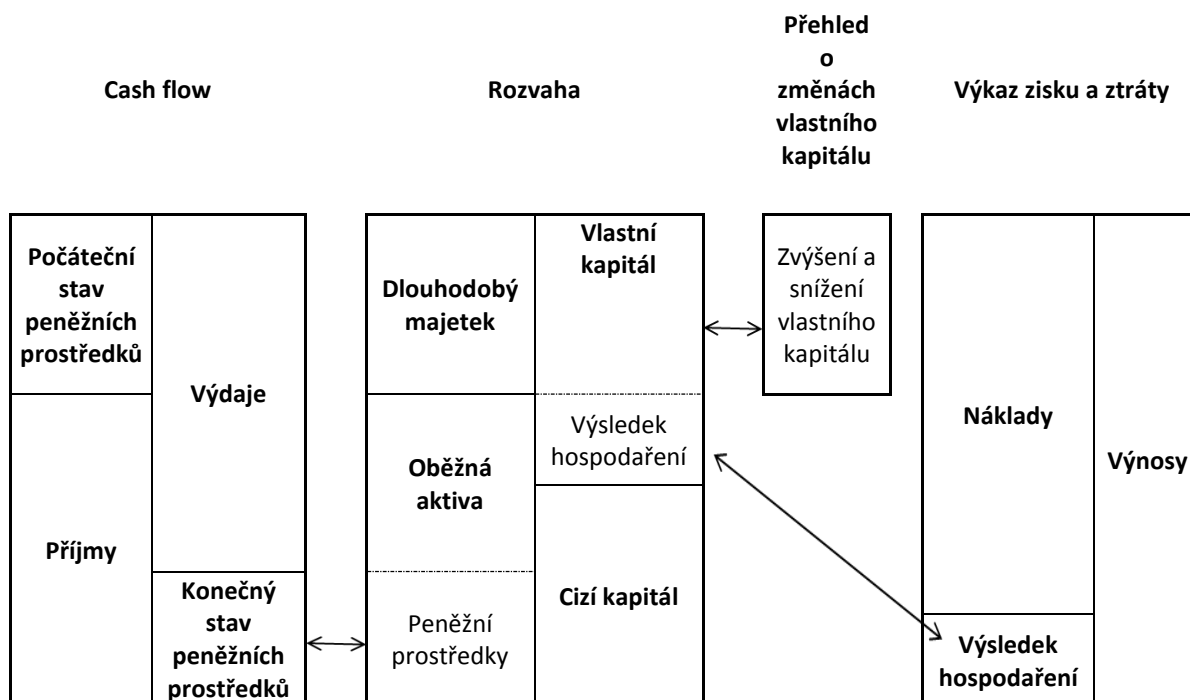 Cash flow
Rozvaha
Přehled
o
změnách
vlastního
kapitálu
Výkaz zisku a ztráty
Počáteční
stav
peněžních
prostředků
Příjmy
Výdaje
Konečný
stav
peněžních
prostředků
Dlouhodobý
majetek
Oběžná
aktiva
Peněžní
prostředky
Vlastní
kapitál
Výsledek
hospodaření
Cizí kapitál
Zvýšení a
snížení
vlastního
kapitálu
Náklady
Výsledek
hospodaření
Výnosy